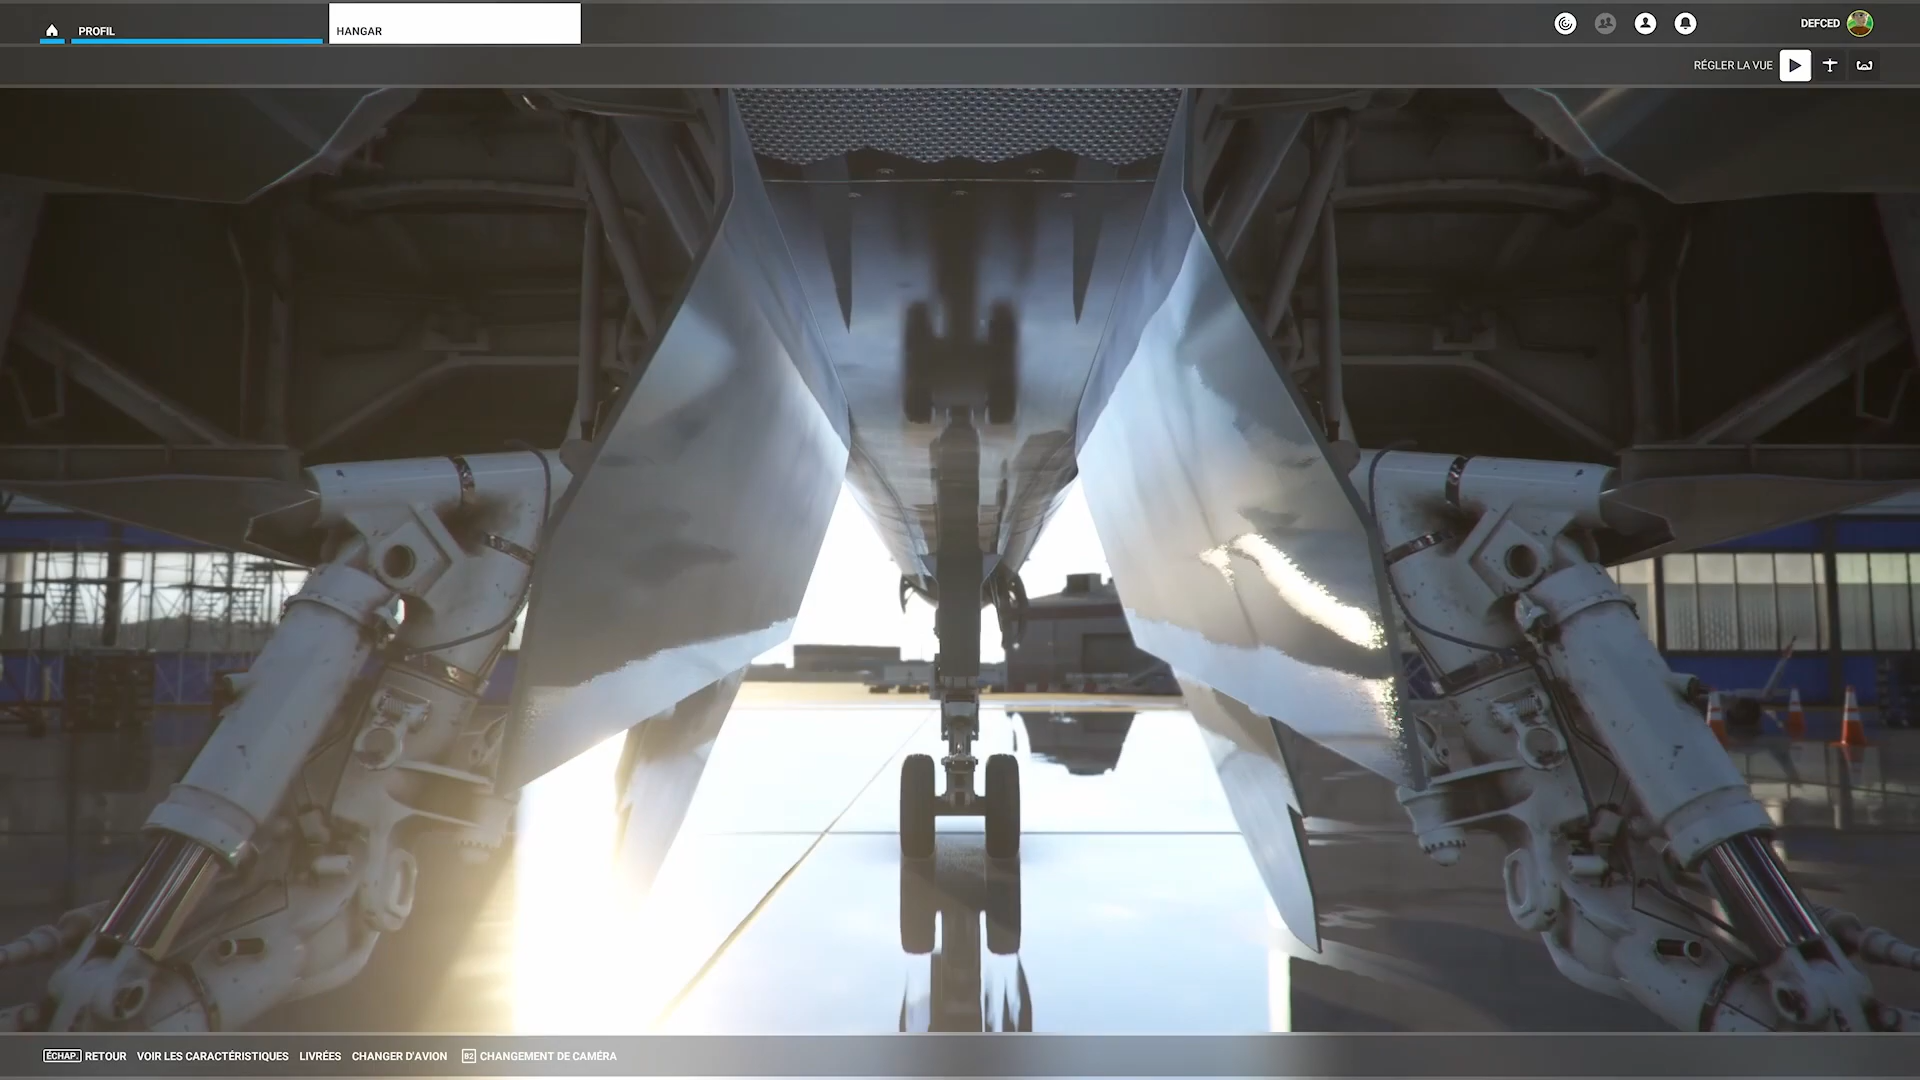 PROFIL
HANGAR
DEFCED
RÉGLER LA VUE
ÉCHAP. RETOUR VOIR LES CARACTÉRISTIQUES LIVRÉES CHANGER D'AVION B2 CHANGEMENT DE CAMÉRA